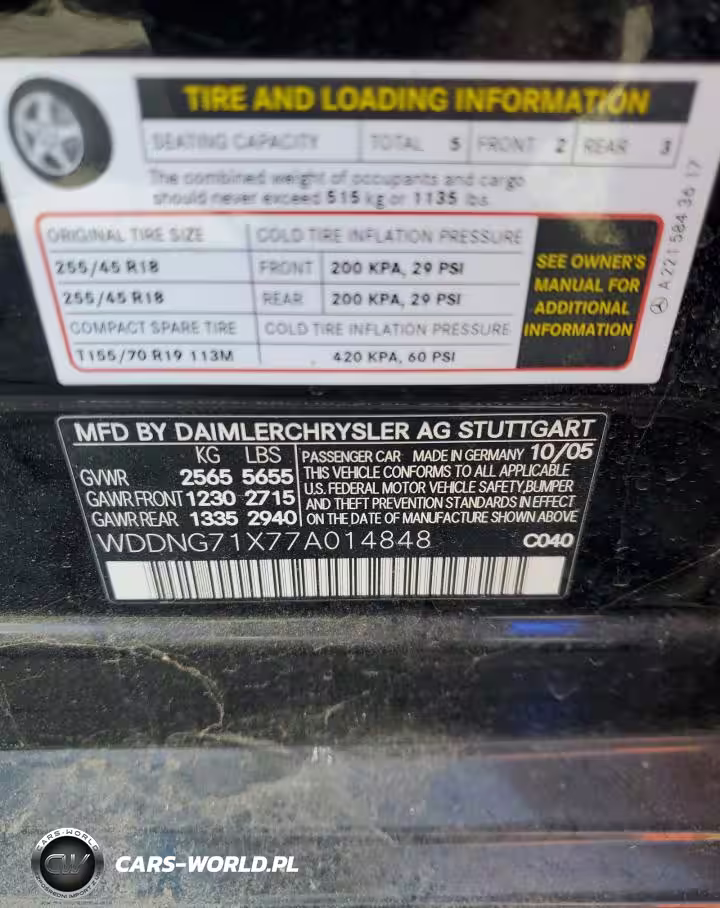 TIRE AND LOADING INFORMATION
SEATING CAPACITY TOTAL 5 FRONT 2 REAR 3
The combined weight of occupants and cargo
should never exceed 515 kg or 1135 lbs.
ORIGINAL TIRE SIZE COLD TIRE INFLATION PRESSURE
255/45 R18 FRONT 200 KPA, 29 PSI
255/45 R18 REAR 200 KPA, 29 PSI
COMPACT SPARE TIRE COLD TIRE INFLATION PRESSURE
T155/70 R19 113M 420 KPA, 60 PSI
SEE OWNER'S
MANUAL FOR
ADDITIONAL
INFORMATION
A 221 584 36 17
MFD BY DAIMLERCHRYSLER AG STUTTGART
KG LBS
GVWR 2565 5655
GAWR FRONT 1230 2715
GAWR REAR 1335 2940
PASSENGER CAR MADE IN GERMANY 10/05
THIS VEHICLE CONFORMS TO ALL APPLICABLE
U.S. FEDERAL MOTOR VEHICLE SAFETY,BUMPER
AND THEFT PREVENTION STANDARDS IN EFFECT
ON THE DATE OF MANUFACTURE SHOWN ABOVE
WDDNG71X77A014848 C040
CARS-WORLD
CW
CARS-WORLD.PL